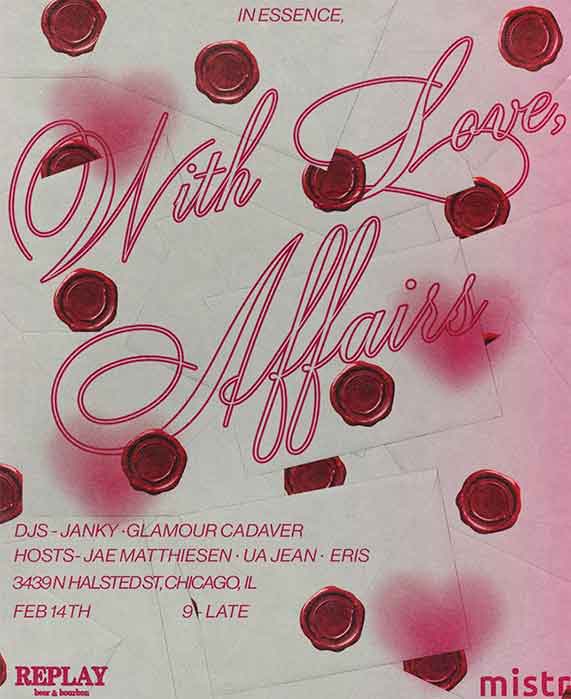 IN ESSENCE,
With Love,
Affairs
DJS - JANKY · GLAMOUR CADAVER
HOSTS - JAE MATTHIESEN · UA JEAN · ERIS
3439 N HALSTED ST, CHICAGO, IL
FEB 14TH 9 - LATE
REPLAY
beer & bourbon
mistr